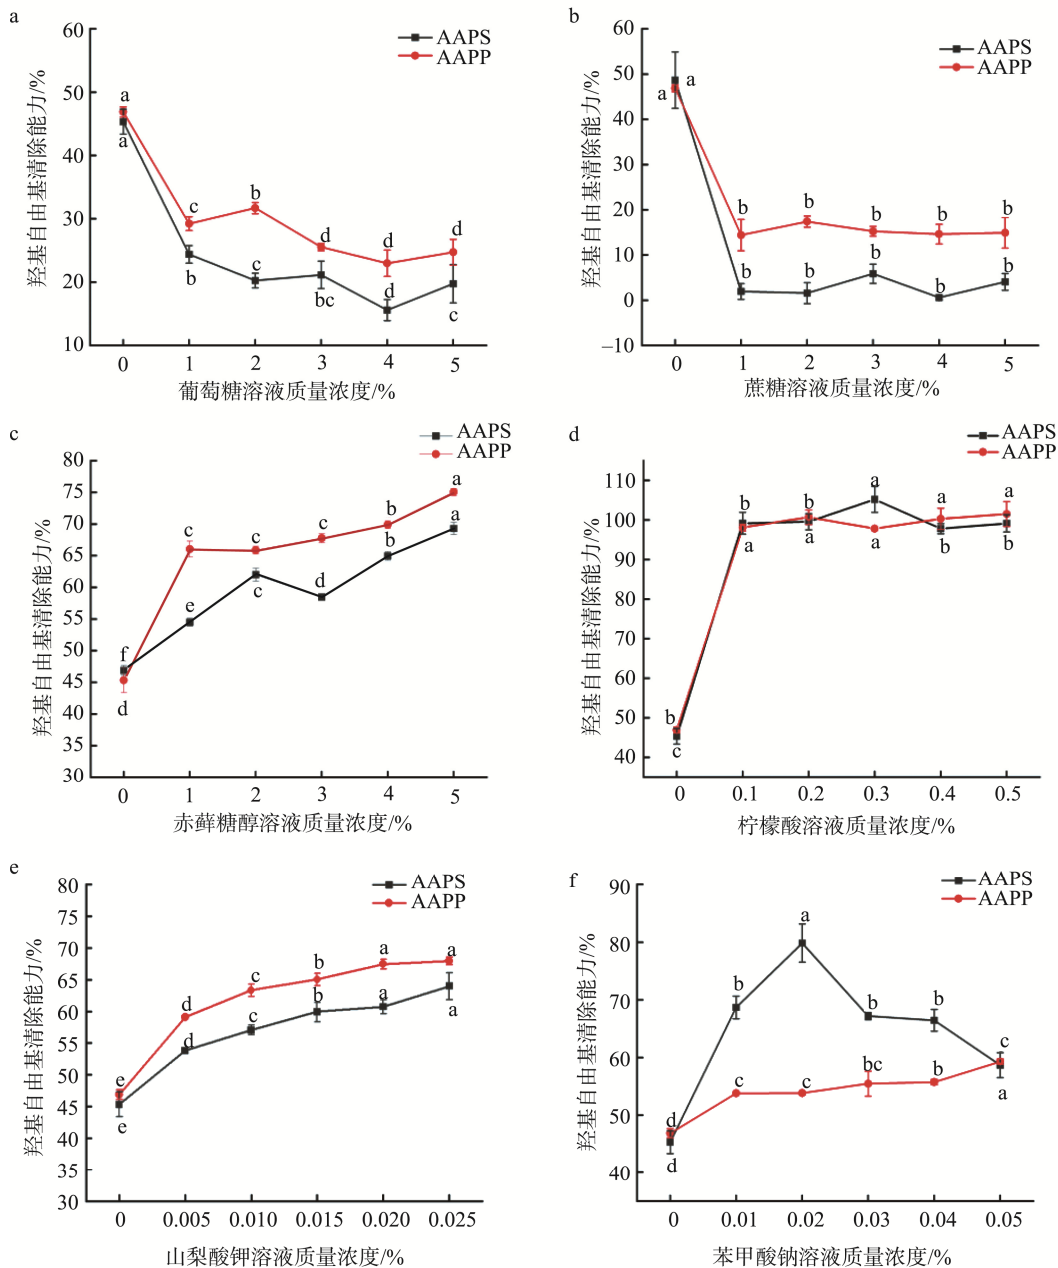 a
AAPS
AAPP
羟基自由基清除能力/%
60
50
40
30
20
10
a
a
c
b
b
c
d
bc
d
d
d
c
0 1 2 3 4 5
葡萄糖溶液质量浓度/%
b
AAPS
AAPP
羟基自由基清除能力/%
60
50
40
30
20
10
0
–10
a
a
b
b
b
b
b
b
b
b
b
b
0 1 2 3 4 5
蔗糖溶液质量浓度/%
c
AAPS
AAPP
羟基自由基清除能力/%
80
75
70
65
60
55
50
45
40
35
30
f
d
c
e
c
c
c
d
b
b
a
a
0 1 2 3 4 5
赤藓糖醇溶液质量浓度/%
d
AAPS
AAPP
羟基自由基清除能力/%
110
100
90
80
70
60
50
40
b
c
b
a
b
a
a
a
a
b
a
b
0 0.1 0.2 0.3 0.4 0.5
柠檬酸溶液质量浓度/%
e
AAPS
AAPP
羟基自由基清除能力/%
80
75
70
65
60
55
50
45
40
35
30
e
e
d
d
c
c
b
b
a
a
a
a
0 0.005 0.010 0.015 0.020 0.025
山梨酸钾溶液质量浓度/%
f
AAPS
AAPP
羟基自由基清除能力/%
90
80
70
60
50
40
d
d
b
c
a
c
b
bc
b
b
c
a
0 0.01 0.02 0.03 0.04 0.05
苯甲酸钠溶液质量浓度/%